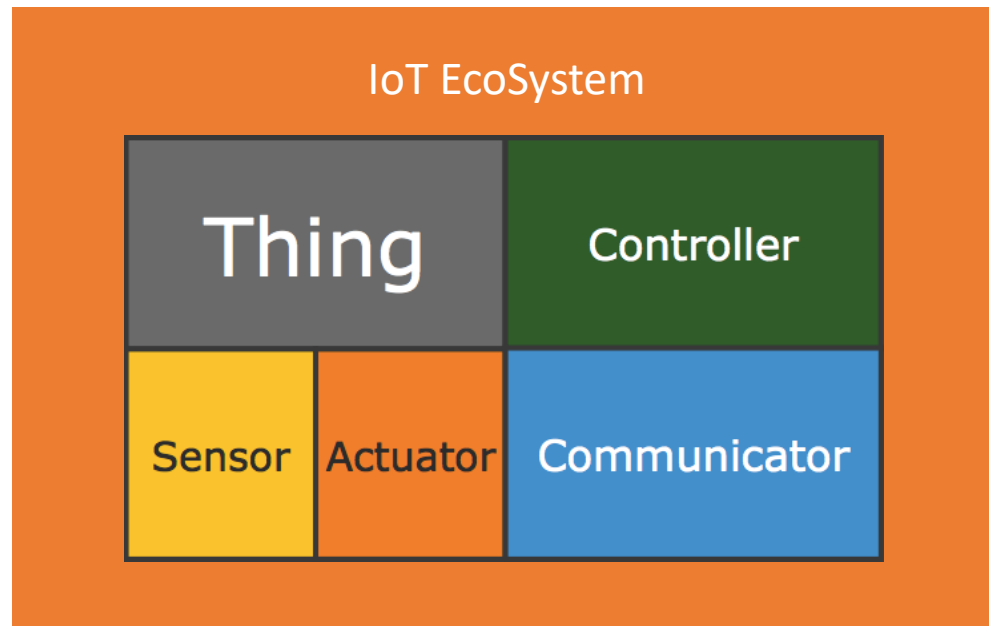 IoT EcoSystem
Thing
Controller
Sensor
Actuator
Communicator